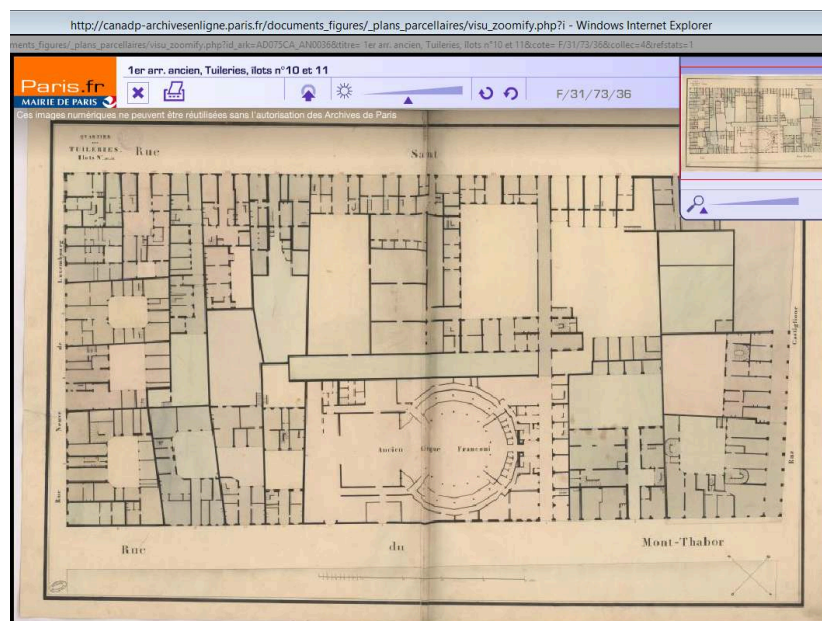 http://canadp-archivesenligne.paris.fr/documents_figures/_plans_parcellaires/visu_zoomify.php?i - Windows Internet Explorer
ments_figures/_plans_parcellaires/visu_zoomify.php?id_ark=AD075CA_AN0036&titre= 1er arr. ancien, Tuileries, îlots n°10 et 11&cote= F/31/73/36&collec=4&refstats=1
Paris.fr
MAIRIE DE PARIS
1er arr. ancien, Tuileries, îlots n°10 et 11
F/31/73/36
Ces images numériques ne peuvent être réutilisées sans l'autorisation des Archives de Paris
QUARTIER
TUILERIES.
Ilots N°
Rue Saint
Rue Neuve de Luxembourg
Rue Castiglione
Ancien Cirque Franconi
Rue du Mont-Thabor